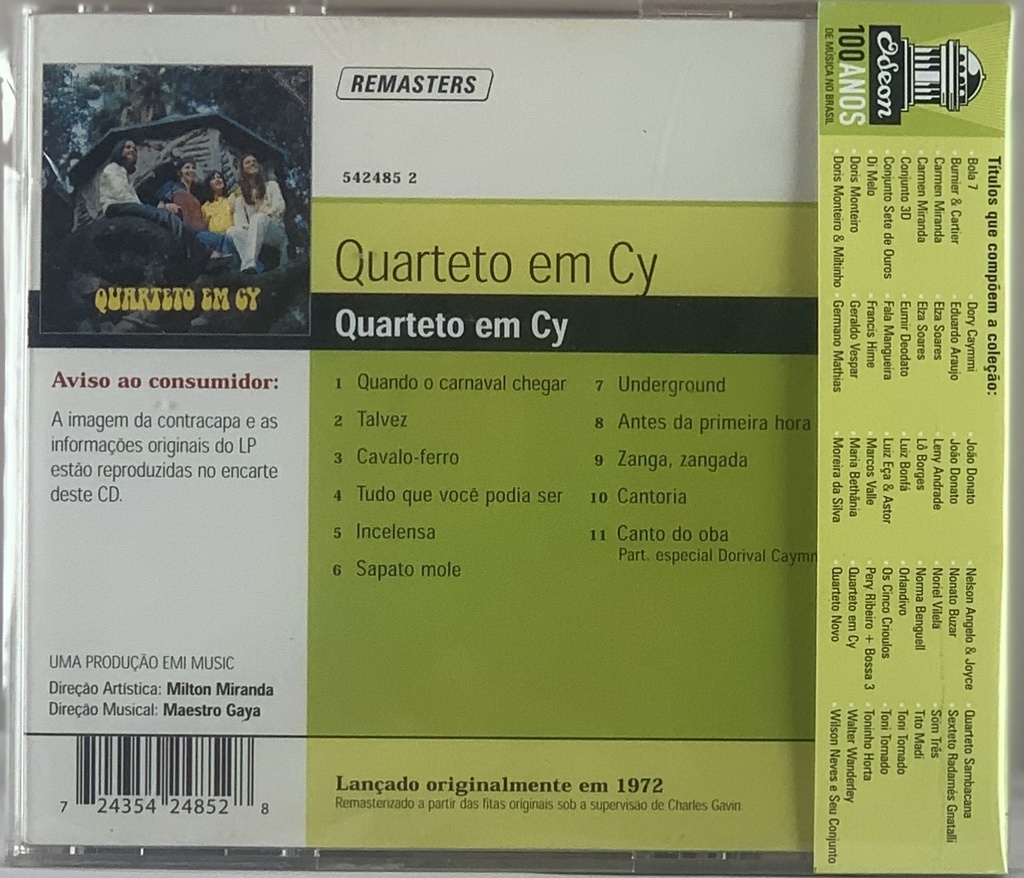 QUARTETO EM CY
REMASTERS
542485 2
Quarteto em Cy
Quarteto em Cy
Aviso ao consumidor:
A imagem da contracapa e as
informações originais do LP
estão reproduzidas no encarte
deste CD.
1 Quando o carnaval chegar
2 Talvez
3 Cavalo-ferro
4 Tudo que você podia ser
5 Incelensa
6 Sapato mole
7 Underground
8 Antes da primeira hora
9 Zanga, zangada
10 Cantoria
11 Canto do oba
Part. especial Dorival Caymm
UMA PRODUÇÃO EMI MUSIC
Direção Artística: Milton Miranda
Direção Musical: Maestro Gaya
7 24354 24852 8
Lançado originalmente em 1972
Remasterizado a partir das fitas originais sob a supervisão de Charles Gavin
Odeon
100 ANOS
DE MÚSICA NO BRASIL
Títulos que compõem a coleção:
• Bola 7
• Burnier & Cartier
• Carmen Miranda
• Carmen Miranda
• Conjunto 3D
• Conjunto Sete de Ouros
• Di Melo
• Doris Monteiro
• Doris Monteiro & Miltinho
• Dory Caymmi
• Eduardo Araujo
• Elza Soares
• Elza Soares
• Eumir Deodato
• Fala Mangueira
• Francis Hime
• Geraldo Vespar
• Germano Mathias
• João Donato
• João Donato
• Leny Andrade
• Lô Borges
• Luiz Bonfá
• Luiz Eça & Astor
• Marcos Valle
• Maria Bethânia
• Moreira da Silva
• Nelson Angelo & Joyce
• Nonato Buzar
• Noriel Vilela
• Norma Benguell
• Orlandivo
• Os Cinco Crioulos
• Pery Ribeiro + Bossa 3
• Quarteto em Cy
• Quarteto Novo
• Quarteto Sambacana
• Sexteto Radamés Gnatalli
• Som Três
• Tito Madi
• Toni Tornado
• Toni Tornado
• Toninho Horta
• Walter Wanderley
• Wilson Neves e Seu Conjunto